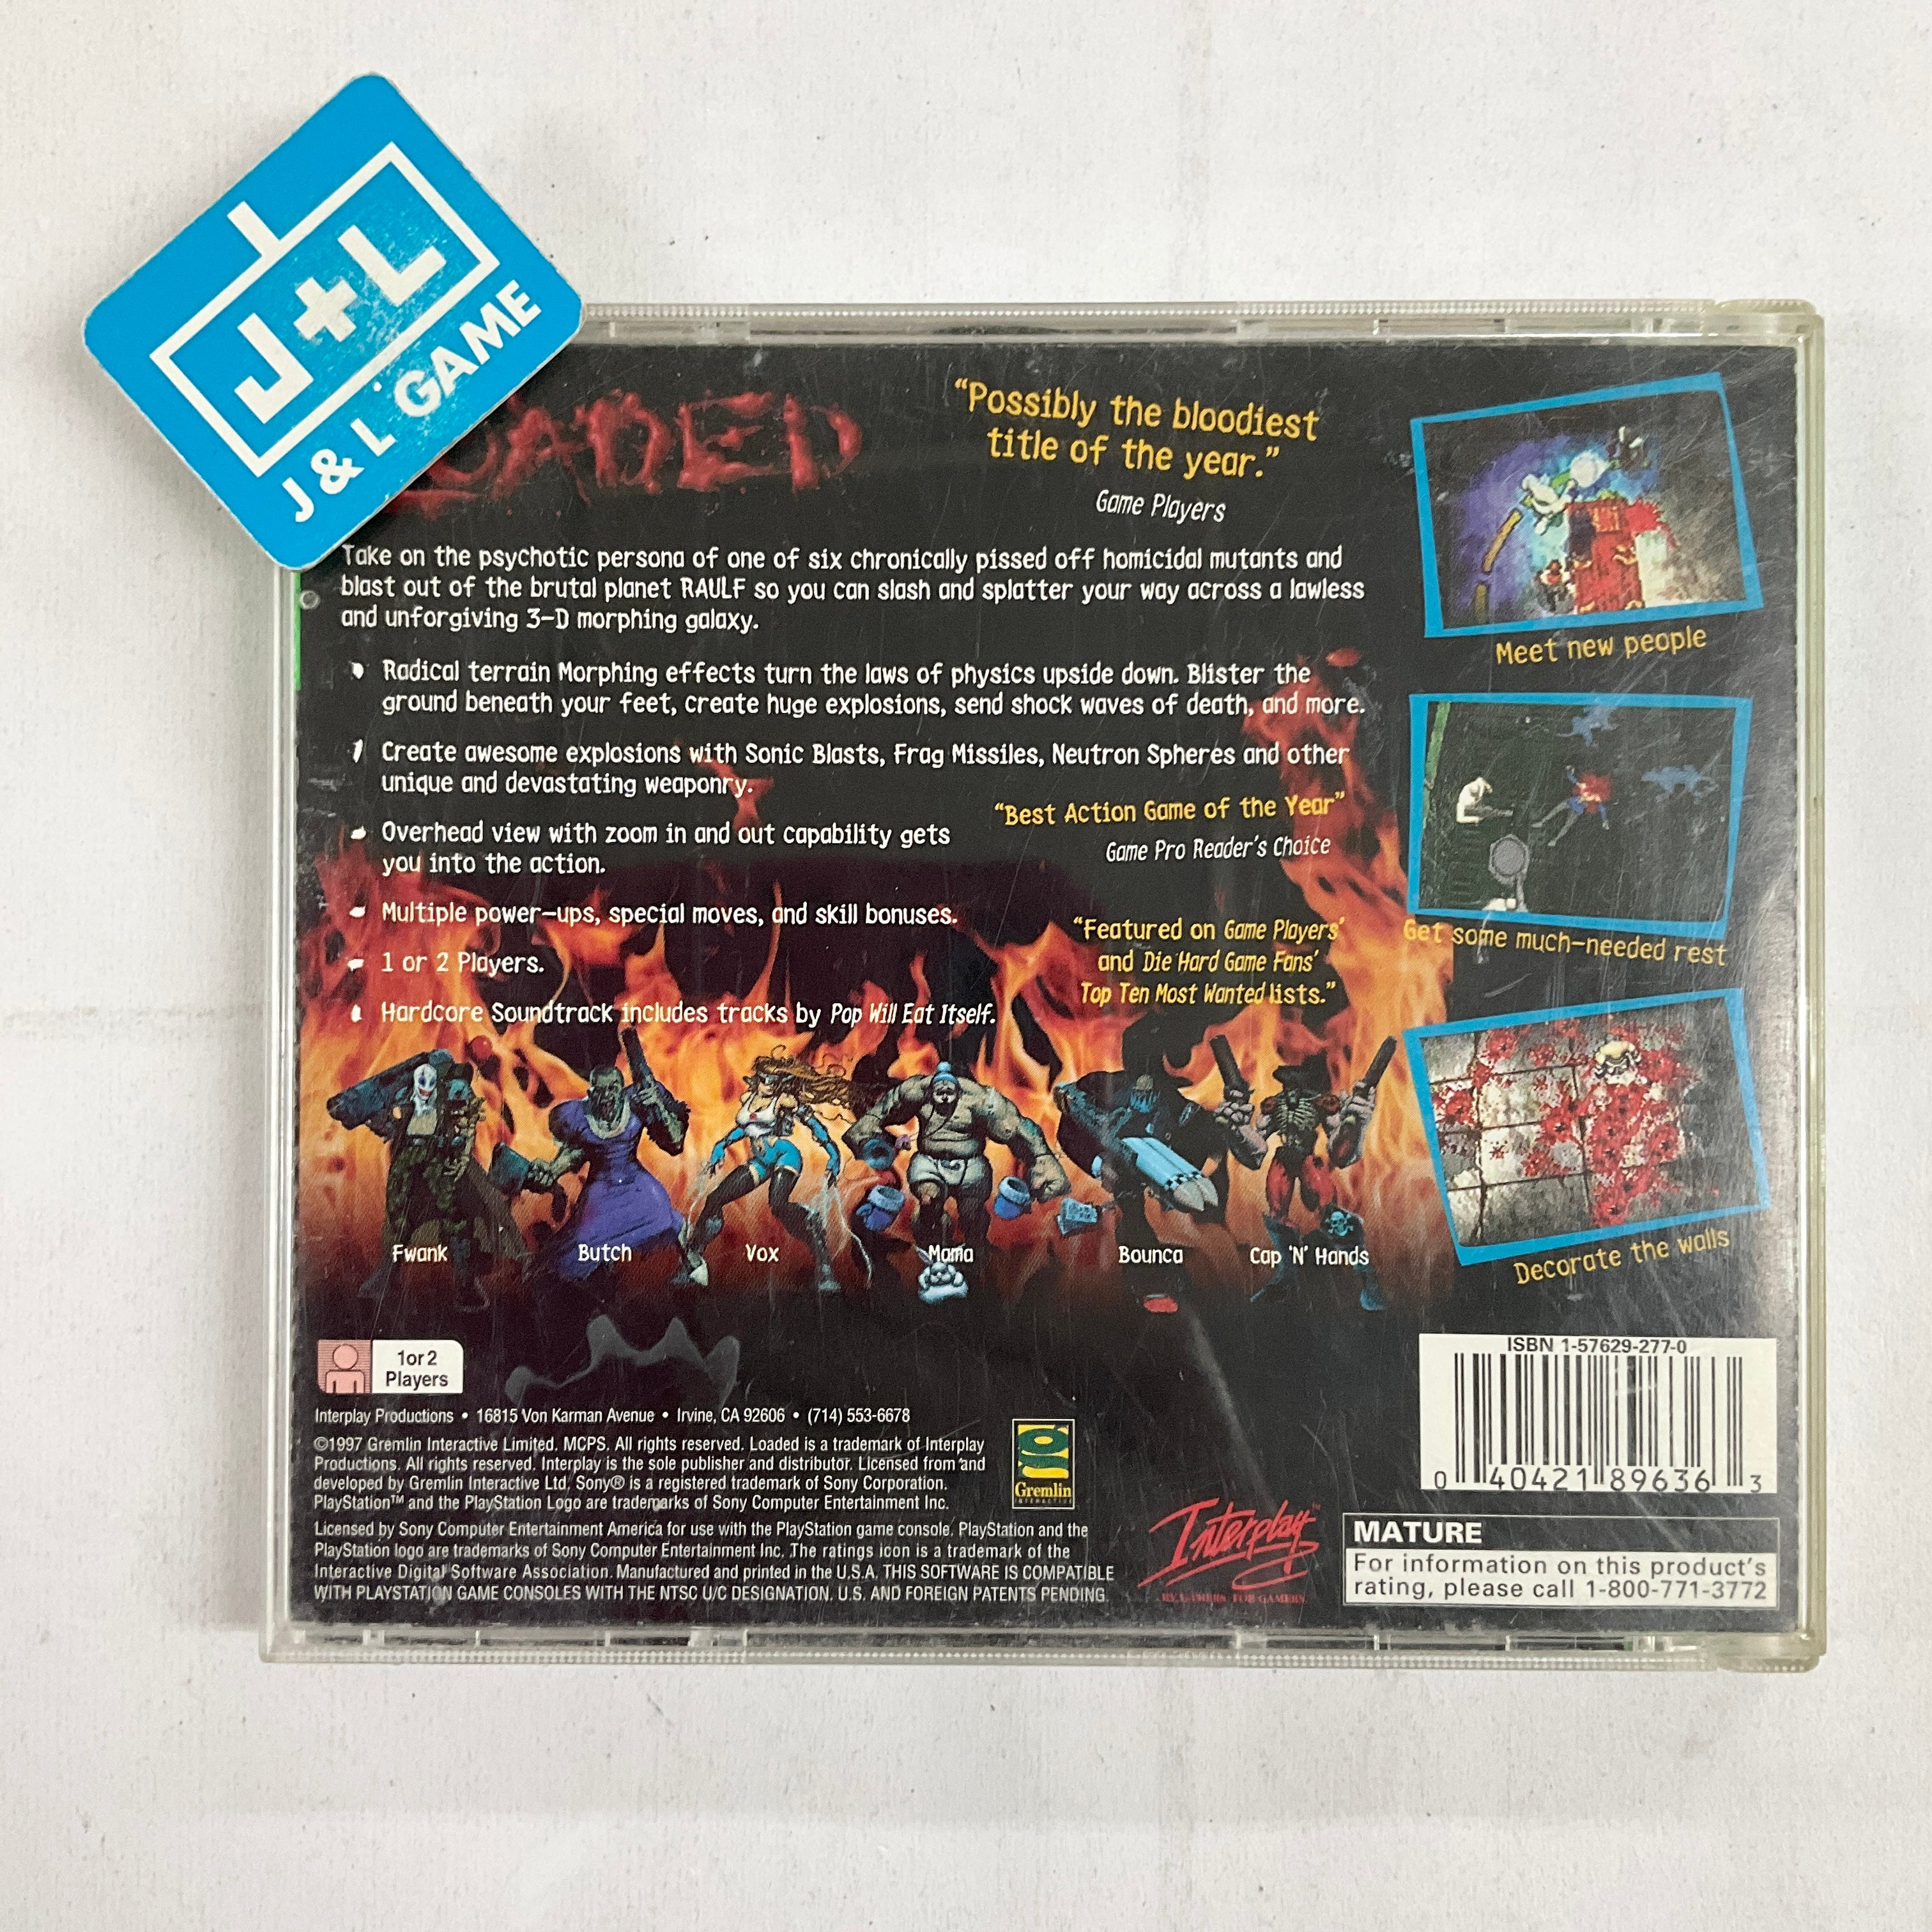 J+L
J & L GAME
LOADED
“Possibly the bloodiest
title of the year.”
Game Players
Take on the psychotic persona of one of six chronically pissed off homicidal mutants and
blast out of the brutal planet RAULF so you can slash and splatter your way across a lawless
and unforgiving 3-D morphing galaxy.
Radical terrain Morphing effects turn the laws of physics upside down. Blister the
ground beneath your feet, create huge explosions, send shock waves of death, and more.
Create awesome explosions with Sonic Blasts, Frag Missiles, Neutron Spheres and other
unique and devastating weaponry.
Overhead view with zoom in and out capability gets
you into the action.
Multiple power-ups, special moves, and skill bonuses.
1 or 2 Players.
Hardcore Soundtrack includes tracks by Pop Will Eat Itself.
“Best Action Game of the Year”
Game Pro Reader's Choice
“Featured on Game Players'
and Die Hard Game Fans'
Top Ten Most Wanted lists.”
Meet new people
Get some much-needed rest
Decorate the walls
Fwank
Butch
Vox
Mama
Bounca
Cap 'N' Hands
1or2
Players
Interplay Productions • 16815 Von Karman Avenue • Irvine, CA 92606 • (714) 553-6678
©1997 Gremlin Interactive Limited. MCPS. All rights reserved. Loaded is a trademark of Interplay
Productions. All rights reserved. Interplay is the sole publisher and distributor. Licensed from and
developed by Gremlin Interactive Ltd. Sony® is a registered trademark of Sony Corporation.
PlayStation™ and the PlayStation Logo are trademarks of Sony Computer Entertainment Inc.
Licensed by Sony Computer Entertainment America for use with the PlayStation game console. PlayStation and the
PlayStation logo are trademarks of Sony Computer Entertainment Inc. The ratings icon is a trademark of the
Interactive Digital Software Association. Manufactured and printed in the U.S.A. THIS SOFTWARE IS COMPATIBLE
WITH PLAYSTATION GAME CONSOLES WITH THE NTSC U/C DESIGNATION. U.S. AND FOREIGN PATENTS PENDING.
Gremlin
INTERACTIVE
Interplay™
BY GAMERS. FOR GAMERS.
ISBN 1-57629-277-0
0 40421 89636 3
MATURE
For information on this product's
rating, please call 1-800-771-3772